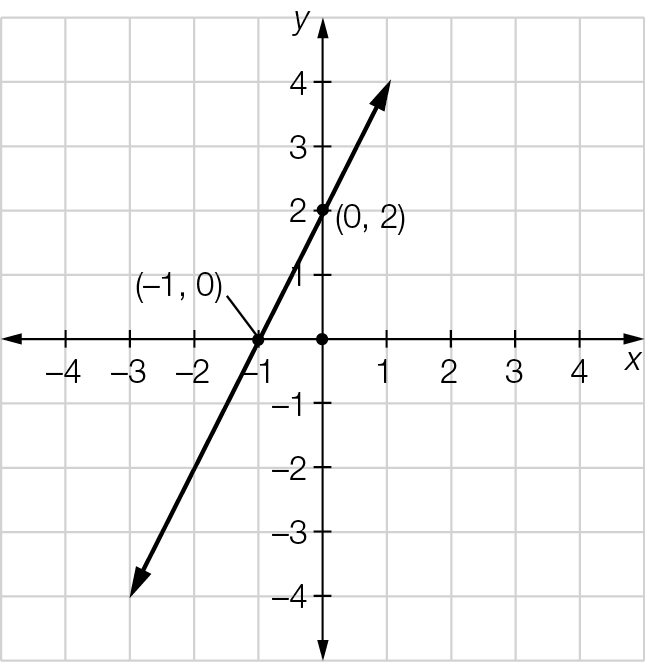 y
4
3
2 (0, 2)
1
(–1, 0)
–4 –3 –2 –1 1 2 3 4 x
–1
–2
–3
–4